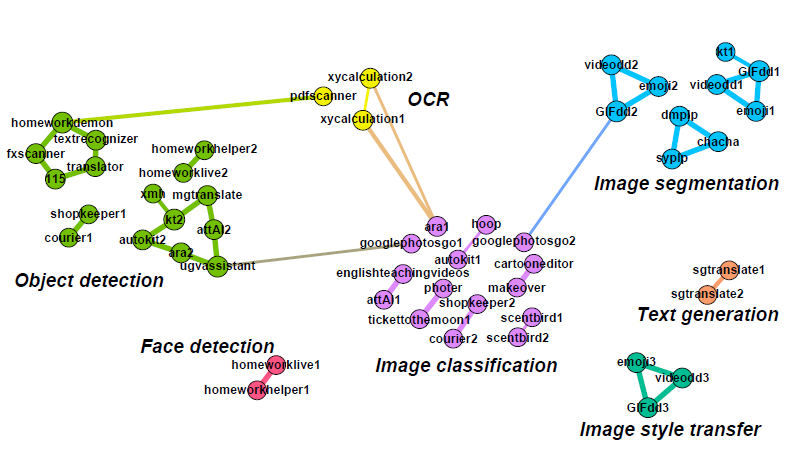 videodd2
emoji2
GIFdd2
kt1
GIFdd1
videodd1
emoji1
dmplp
chacha
syplp
Image segmentation
xycalculation2
pdfscanner
OCR
xycalculation1
homeworkdemon
textrecognizer
fxscanner
translator
115
homeworkhelper2
homeworklive2
xmh
mgtranslate
shopkeeper1
kt2
courier1
autokit2
attAI2
ara2
ugvassistant
Object detection
ara1
hoop
googlephotosgo1
googlephotosgo2
autokit1
cartooneditor
englishteachingvideos
photer
makeover
attAI1
shopkeeper2
tickettothemoon1
scentbird1
courier2
scentbird2
Image classification
sgtranslate1
sgtranslate2
Text generation
Face detection
homeworklive1
homeworkhelper1
emoji3
videodd3
GIFdd3
Image style transfer